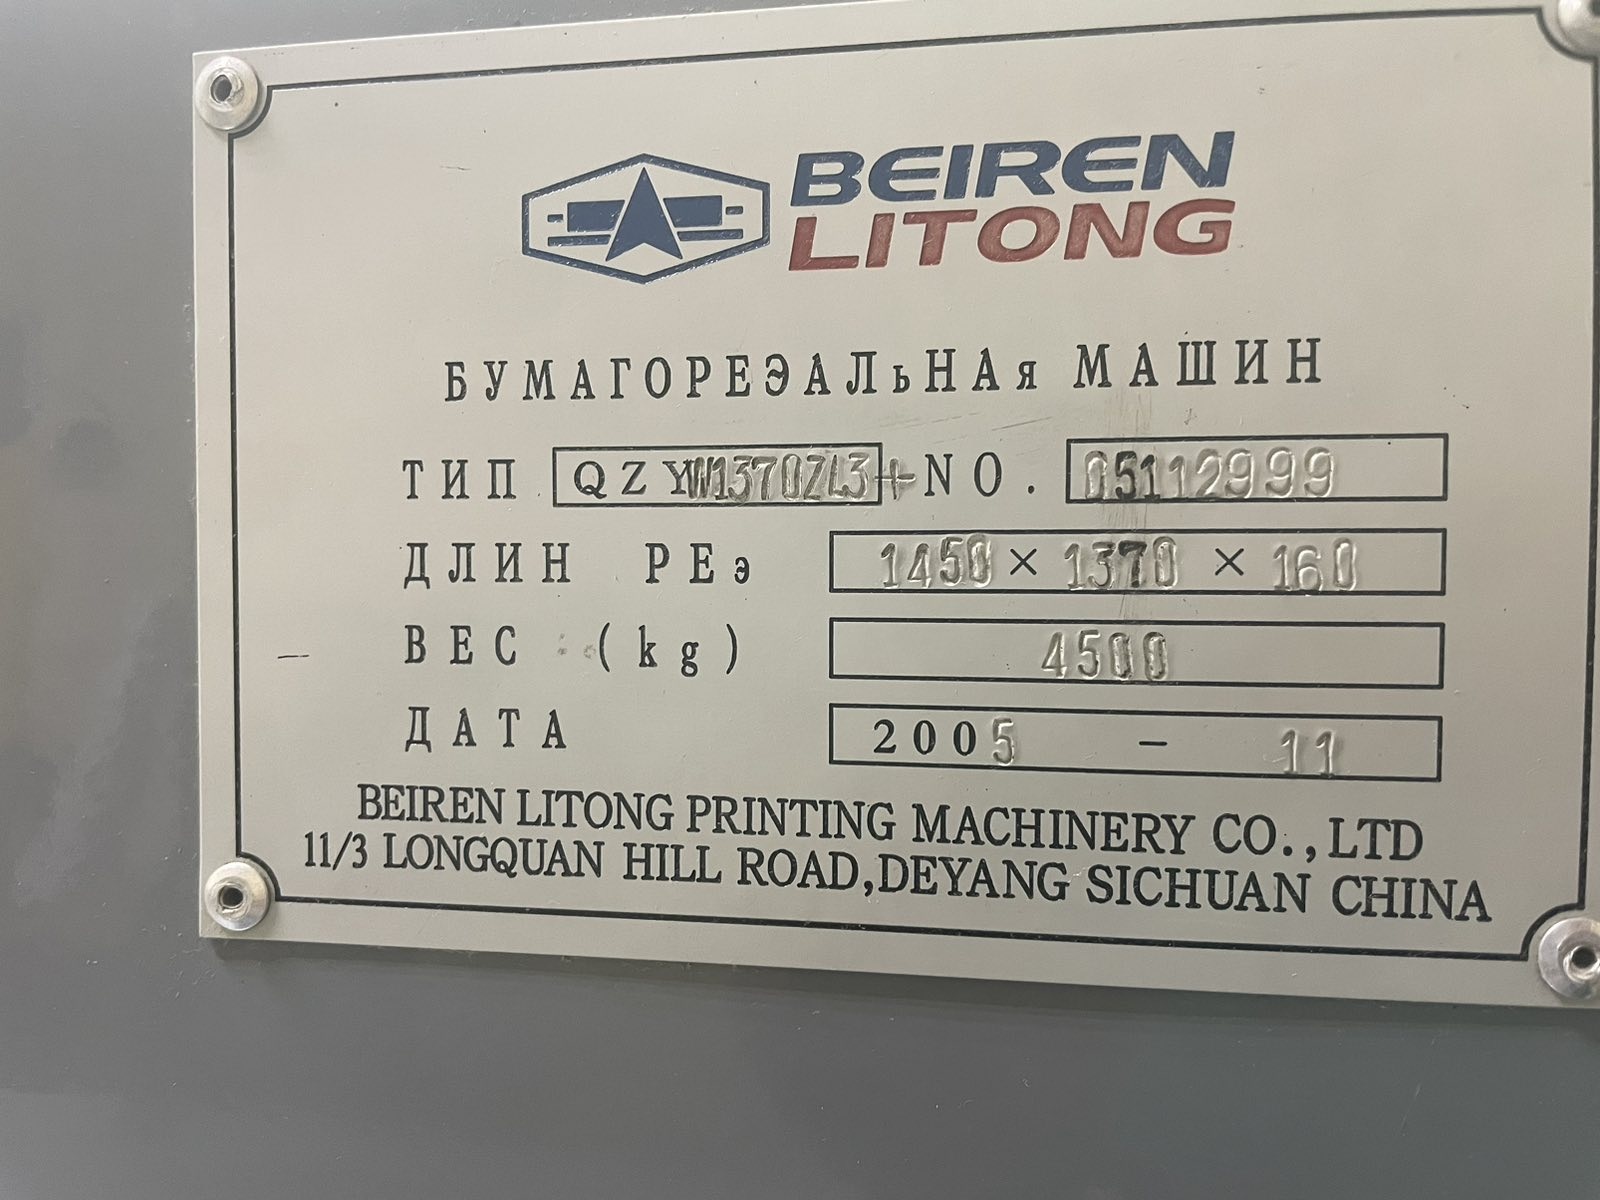 BEIREN
LITONG
БУМАГОРЕЭАЛЬНАЯ МАШИН
ТИП QZYW1370ZL3+ NO. 05112999
ДЛИН РЕЭ 1450 × 1370 × 160
ВЕС (kg) 4500
ДАТА 2005 - 11
BEIREN LITONG PRINTING MACHINERY CO.,LTD
11/3 LONGQUAN HILL ROAD,DEYANG SICHUAN CHINA